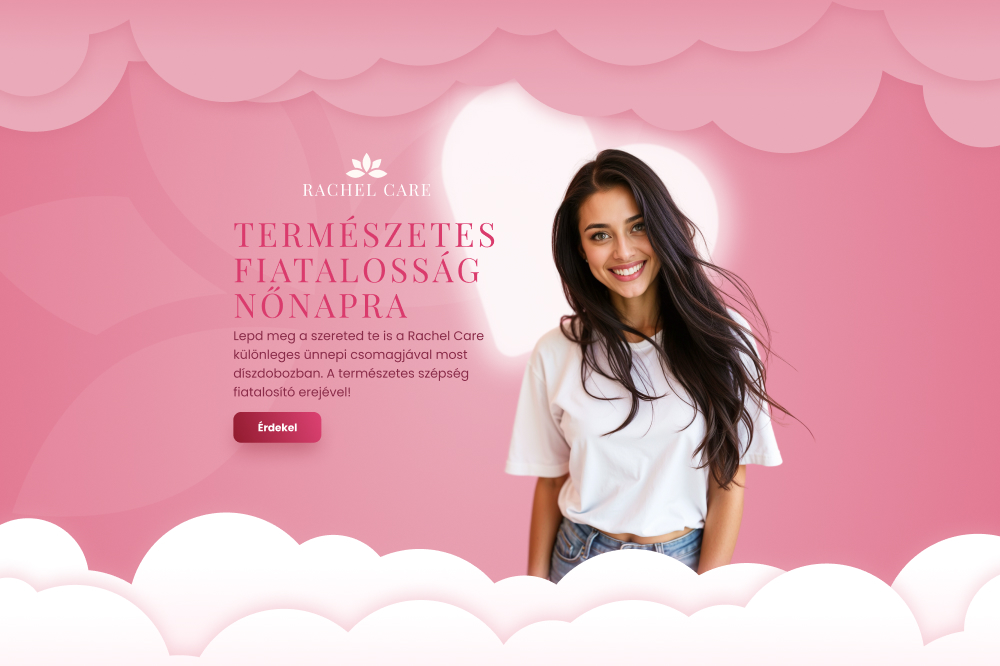 RACHEL CARE
TERMÉSZETES
FIATALOSSÁG
NŐNAPRA
Lepd meg a szereted te is a Rachel Care
különleges ünnepi csomagjával most
díszdobozban. A természetes szépség
fiatalosító erejével!
Érdekel